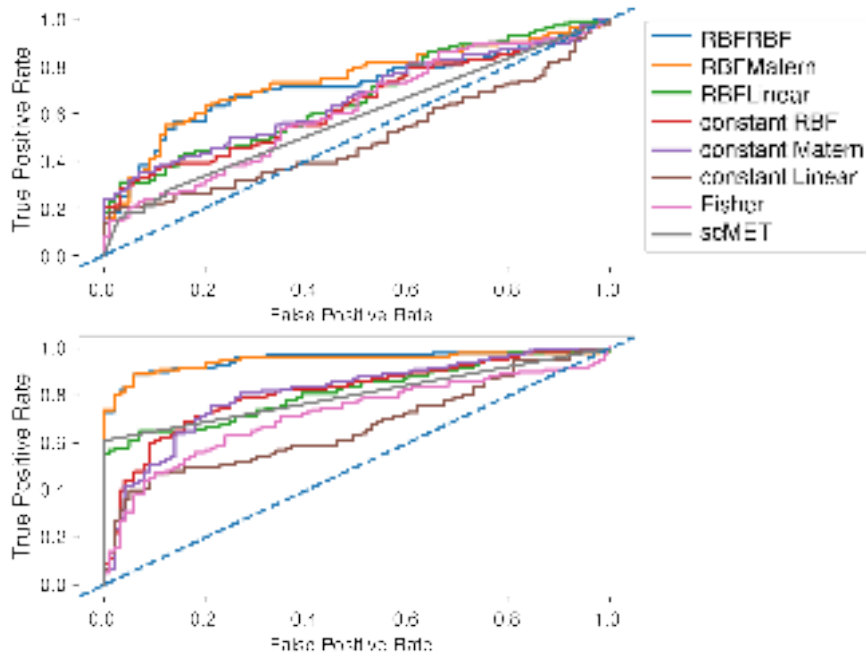 1.0
0.8
0.6
0.4
0.2
0.0
True Positive Rate
0.0 0.2 0.4 0.6 0.8 1.0
False Positive Rate
RBFRBF
RBFMatern
RBFLinear
constant RBF
constant Matern
constant Linear
Fisher
scMET
1.0
0.8
0.6
0.4
0.2
0.0
True Positive Rate
0.0 0.2 0.4 0.6 0.8 1.0
False Positive Rate